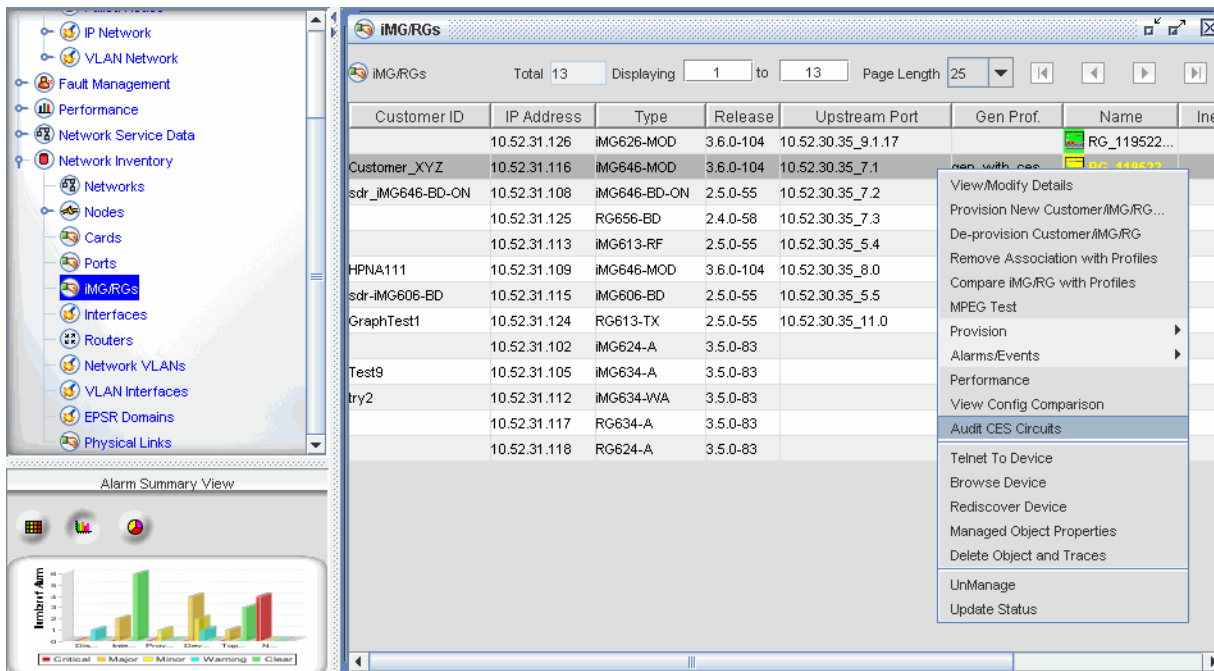 IP Network
VLAN Network
Fault Management
Performance
Network Service Data
Network Inventory
Networks
Nodes
Cards
Ports
iMG/RGs
Interfaces
Routers
Network VLANs
VLAN Interfaces
EPSR Domains
Physical Links
Alarm Summary View
6
5
4
3
2
1
0
Dis... Inte... Prov... Dev... Top... N...
Critical Major Minor Warning Clear
iMG/RGs
iMG/RGs Total 13 Displaying 1 to 13 Page Length 25
Customer ID IP Address Type Release Upstream Port Gen Prof. Name
10.52.31.126 iMG626-MOD 3.6.0-104 10.52.30.35_9.1.17 RG_119522...
Customer_XYZ 10.52.31.116 iMG646-MOD 3.6.0-104 10.52.30.35_7.1 gen_with_ces RG_119522
sdr_iMG646-BD-ON 10.52.31.108 iMG646-BD-ON 2.5.0-55 10.52.30.35_7.2
10.52.31.125 RG656-BD 2.4.0-58 10.52.30.35_7.3
10.52.31.113 iMG613-RF 2.5.0-55 10.52.30.35_5.4
HPNA111 10.52.31.109 iMG646-MOD 3.6.0-104 10.52.30.35_8.0
sdr-iMG606-BD 10.52.31.115 iMG606-BD 2.5.0-55 10.52.30.35_5.5
GraphTest1 10.52.31.124 RG613-TX 2.5.0-55 10.52.30.35_11.0
10.52.31.102 iMG624-A 3.5.0-83
Test9 10.52.31.105 iMG634-A 3.5.0-83
try2 10.52.31.112 iMG634-WA 3.5.0-83
10.52.31.117 RG634-A 3.5.0-83
10.52.31.118 RG624-A 3.5.0-83
View/Modify Details
Provision New Customer/iMG/RG...
De-provision Customer/iMG/RG
Remove Association with Profiles
Compare iMG/RG with Profiles
MPEG Test
Provision
Alarms/Events
Performance
View Config Comparison
Audit CES Circuits
Telnet To Device
Browse Device
Rediscover Device
Managed Object Properties
Delete Object and Traces
UnManage
Update Status